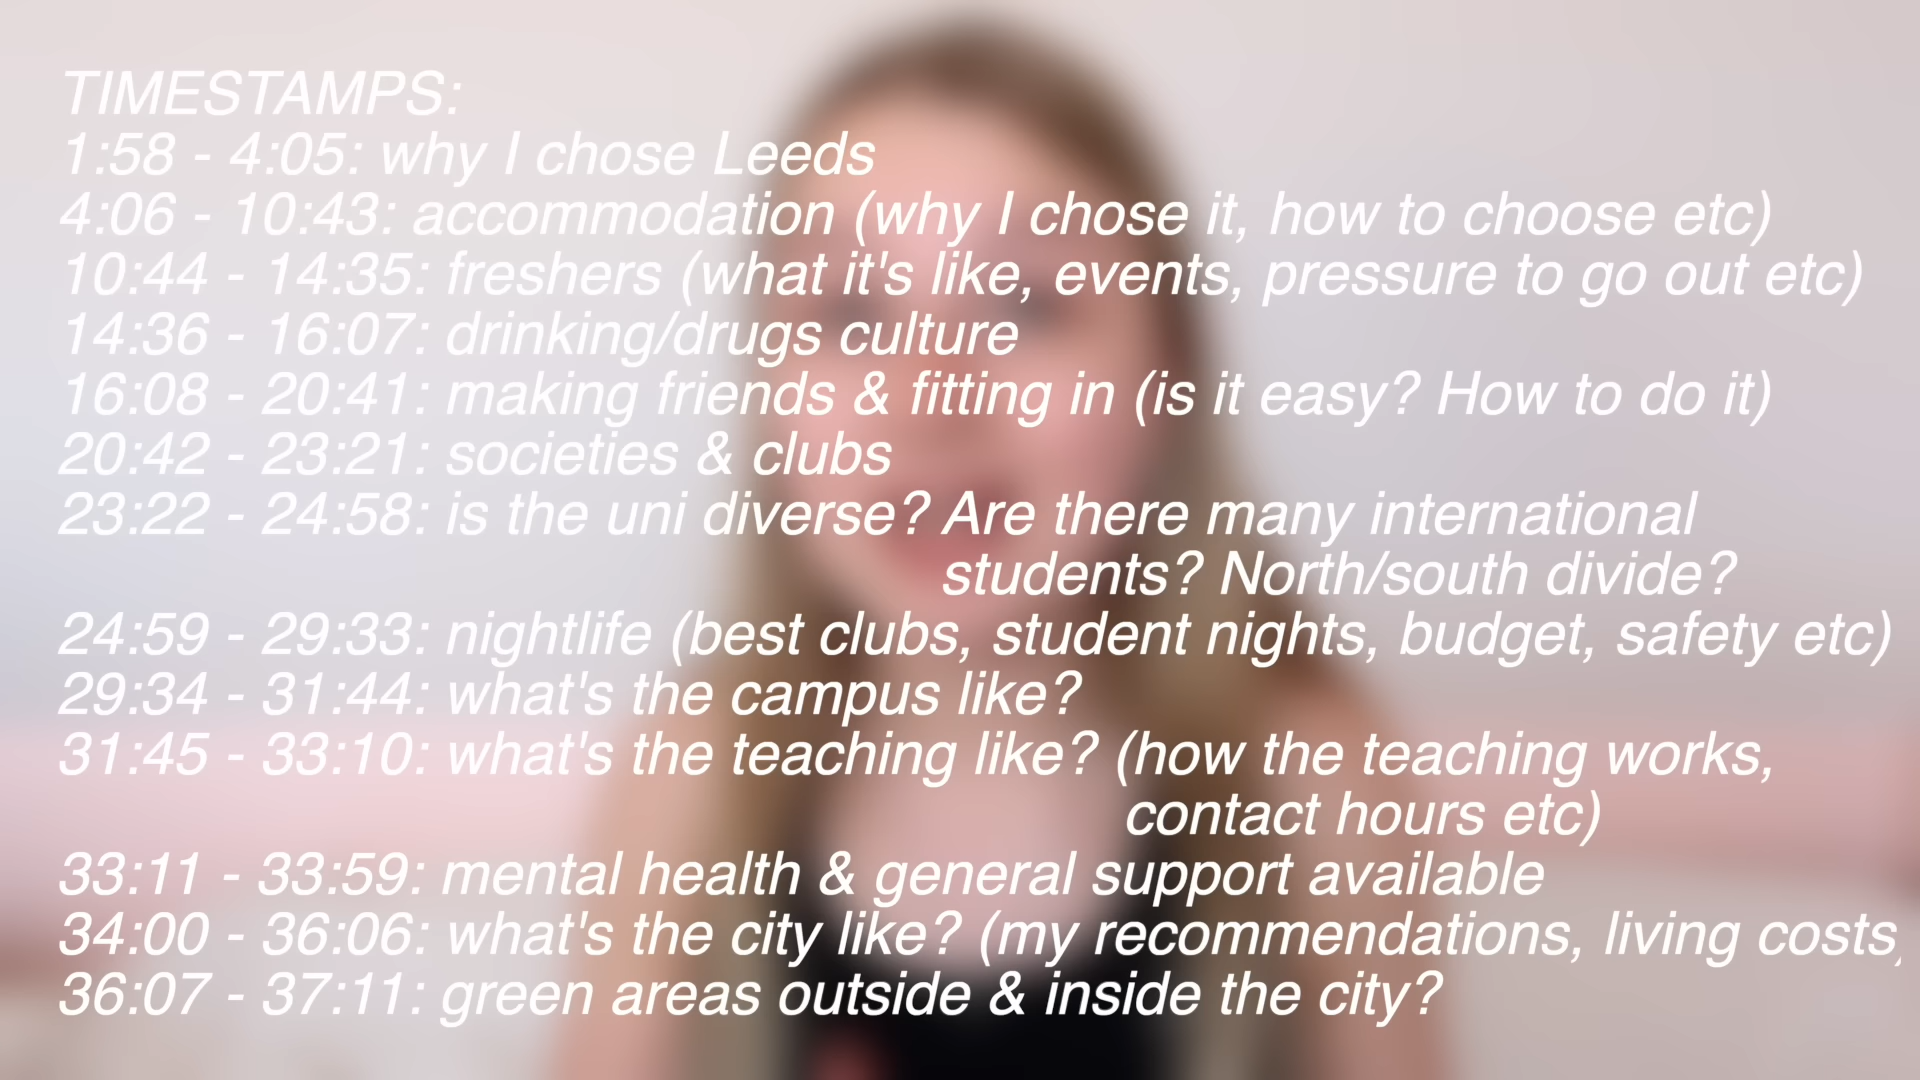 TIMESTAMPS:
1:58 - 4:05: why I chose Leeds
4:06 - 10:43: accommodation (why I chose it, how to choose etc)
10:44 - 14:35: freshers (what it's like, events, pressure to go out etc)
14:36 - 16:07: drinking/drugs culture
16:08 - 20:41: making friends & fitting in (is it easy? How to do it)
20:42 - 23:21: societies & clubs
23:22 - 24:58: is the uni diverse? Are there many international
students? North/south divide?
24:59 - 29:33: nightlife (best clubs, student nights, budget, safety etc)
29:34 - 31:44: what's the campus like?
31:45 - 33:10: what's the teaching like? (how the teaching works,
contact hours etc)
33:11 - 33:59: mental health & general support available
34:00 - 36:06: what's the city like? (my recommendations, living costs)
36:07 - 37:11: green areas outside & inside the city?